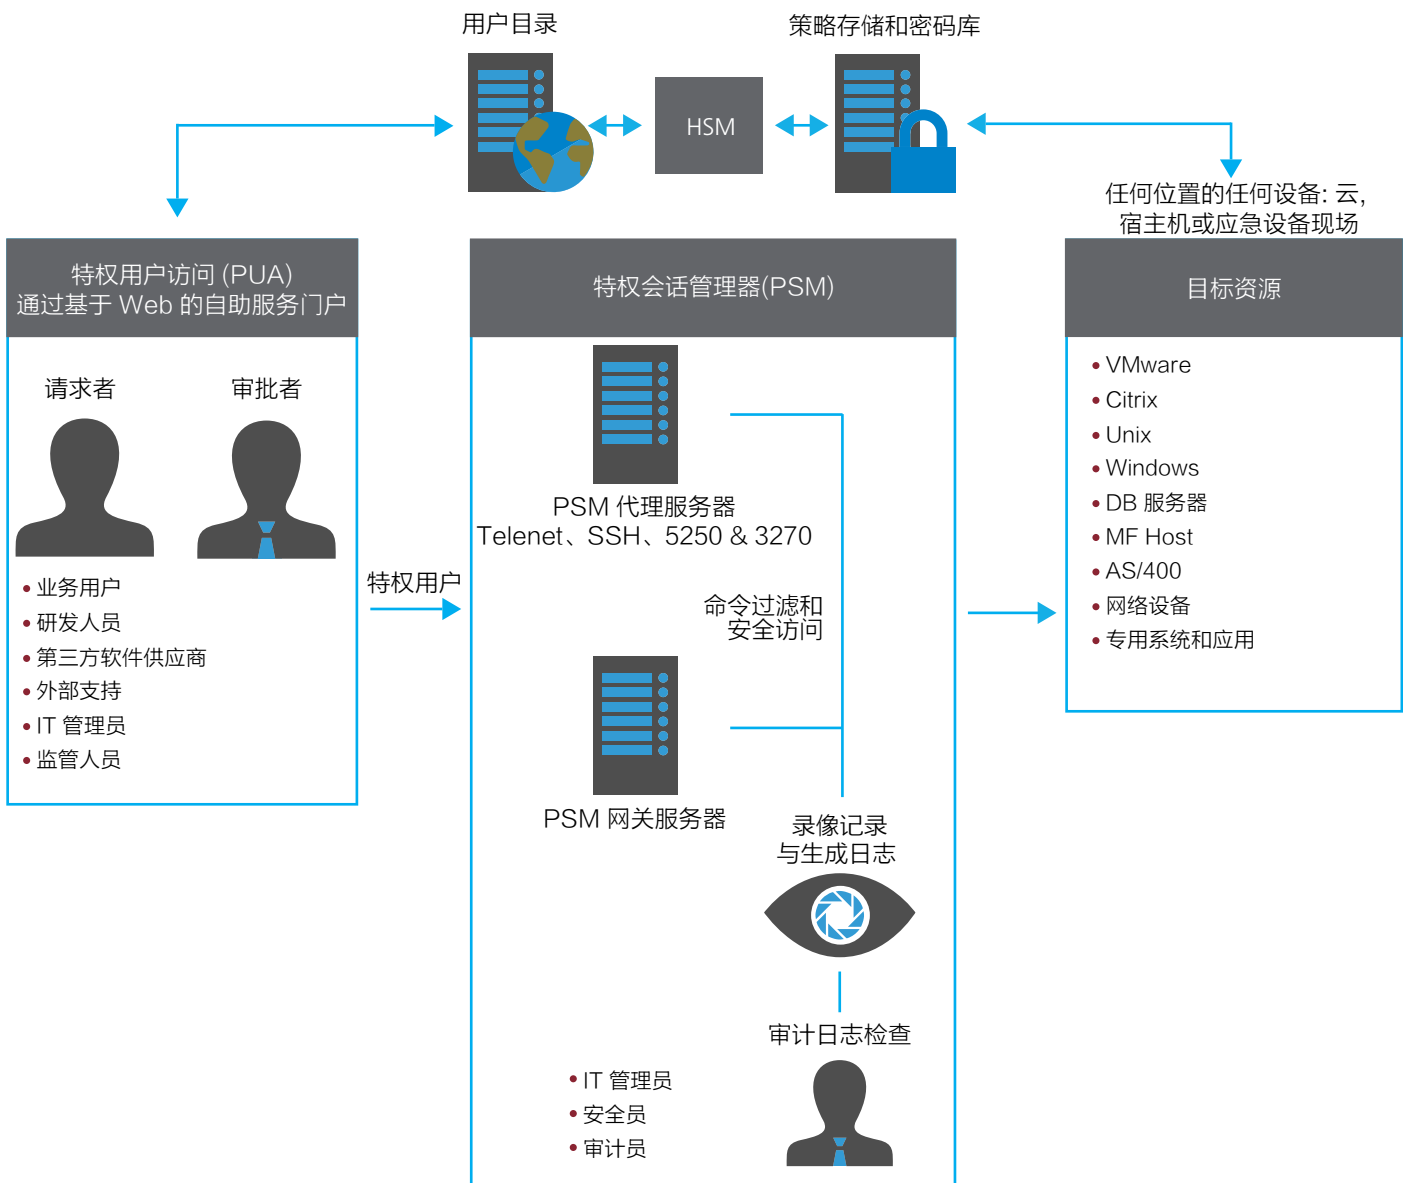 用户目录
策略存储和密码库
HSM
任何位置的任何设备: 云,
宿主机或应急设备现场
特权用户访问 (PUA)
通过基于 Web 的自助服务门户
请求者
审批者
• 业务用户
• 研发人员
• 第三方软件供应商
• 外部支持
• IT 管理员
• 监管人员
特权用户
特权会话管理器(PSM)
PSM 代理服务器
Telenet、SSH、5250 & 3270
命令过滤和
安全访问
PSM 网关服务器
录像记录
与生成日志
审计日志检查
• IT 管理员
• 安全员
• 审计员
目标资源
• VMware
• Citrix
• Unix
• Windows
• DB 服务器
• MF Host
• AS/400
• 网络设备
• 专用系统和应用